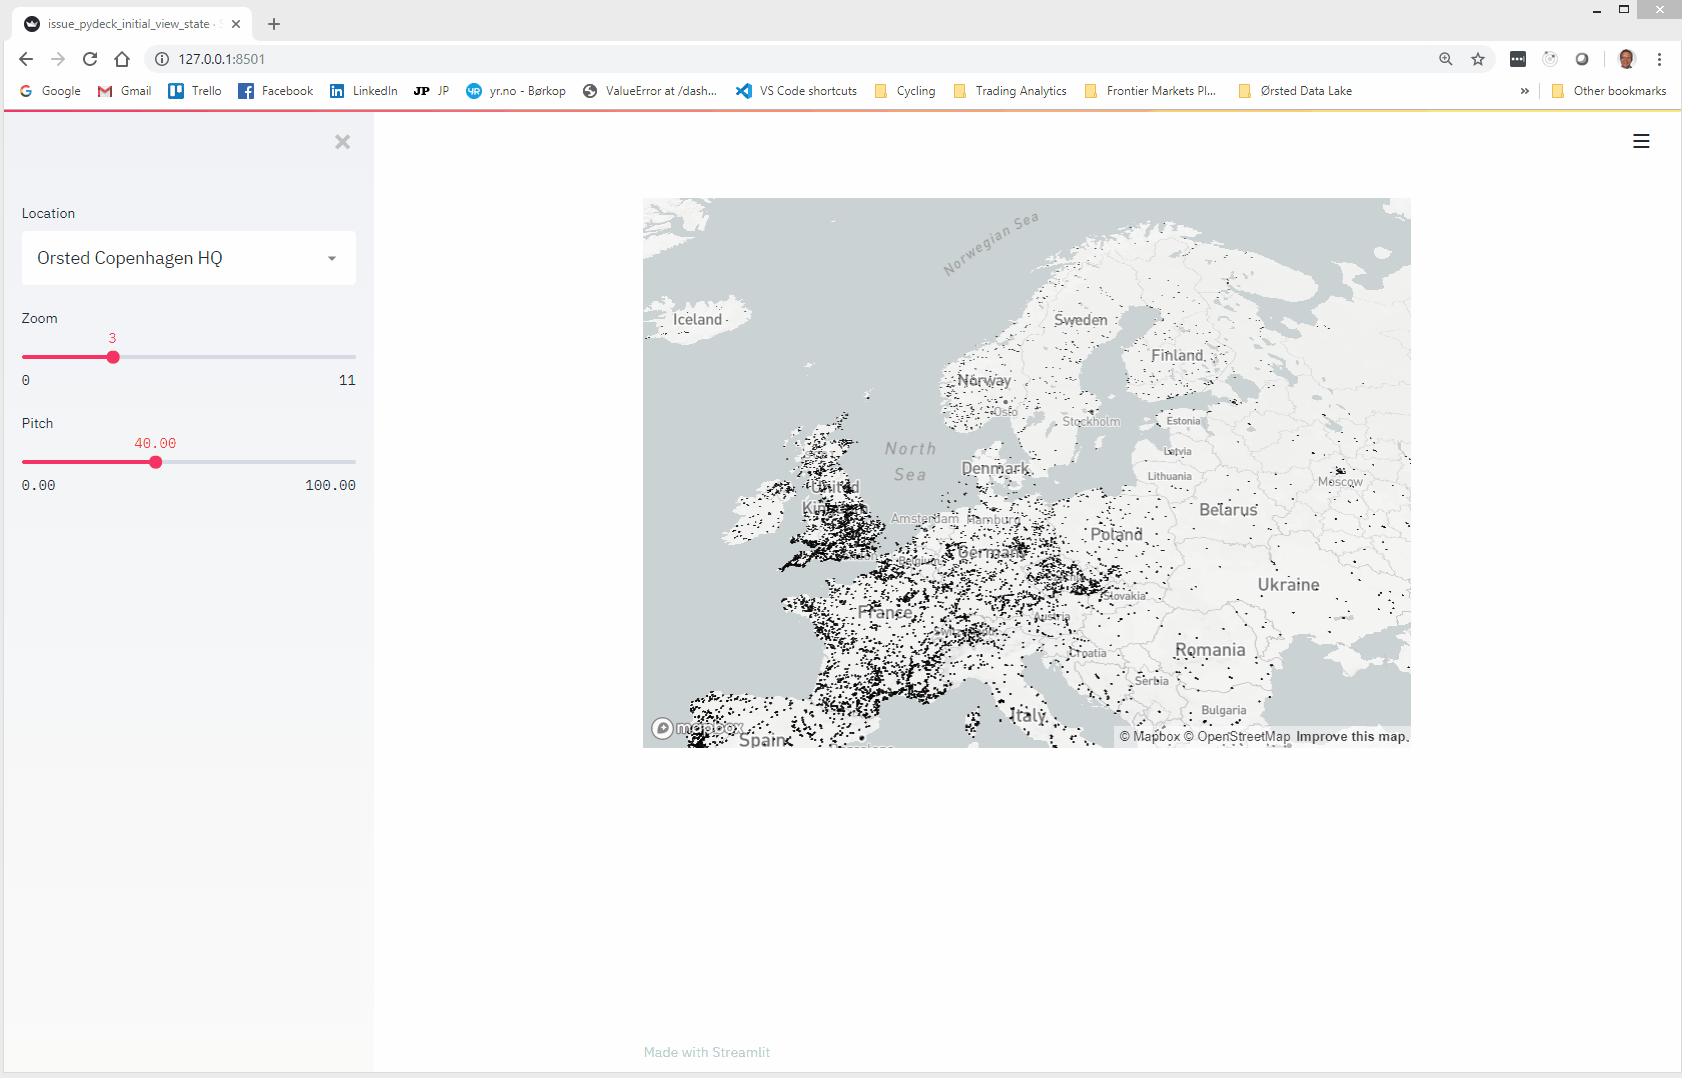 issue_pydeck_initial_view_state · S
127.0.0.1:8501
Google Gmail Trello Facebook LinkedIn JP JP yr.no - Børkop ValueError at /dash... VS Code shortcuts Cycling Trading Analytics Frontier Markets Pl... Ørsted Data Lake » Other bookmarks
Location
Orsted Copenhagen HQ
Zoom
3
0 11
Pitch
40.00
0.00 100.00
Norwegian Sea
Iceland
Sweden
Finland
Norway
Oslo
Stockholm
Estonia
North
Sea
Latvia
Denmark
Lithuania
Moscow
United
Kingdom
Amsterdam Hamburg
Belarus
Poland
Germany
Belgium
Ukraine
Slovakia
France
Austria
Croatia
Romania
Serbia
Bulgaria
Italy
mapbox
Spain
© Mapbox © OpenStreetMap Improve this map.
Made with Streamlit